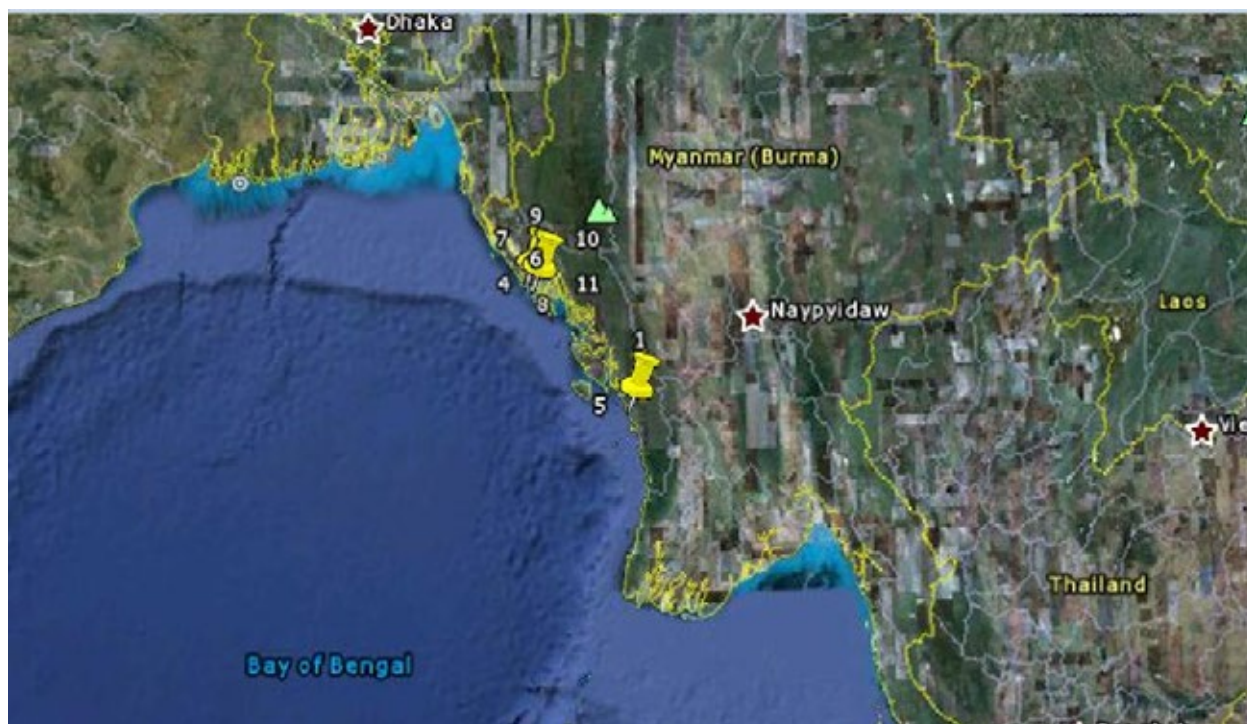 Dhaka
Myanmar (Burma)
9
7
10
6
4
11
8
Laos
Naypyidaw
1
5
Vie
Thailand
Bay of Bengal